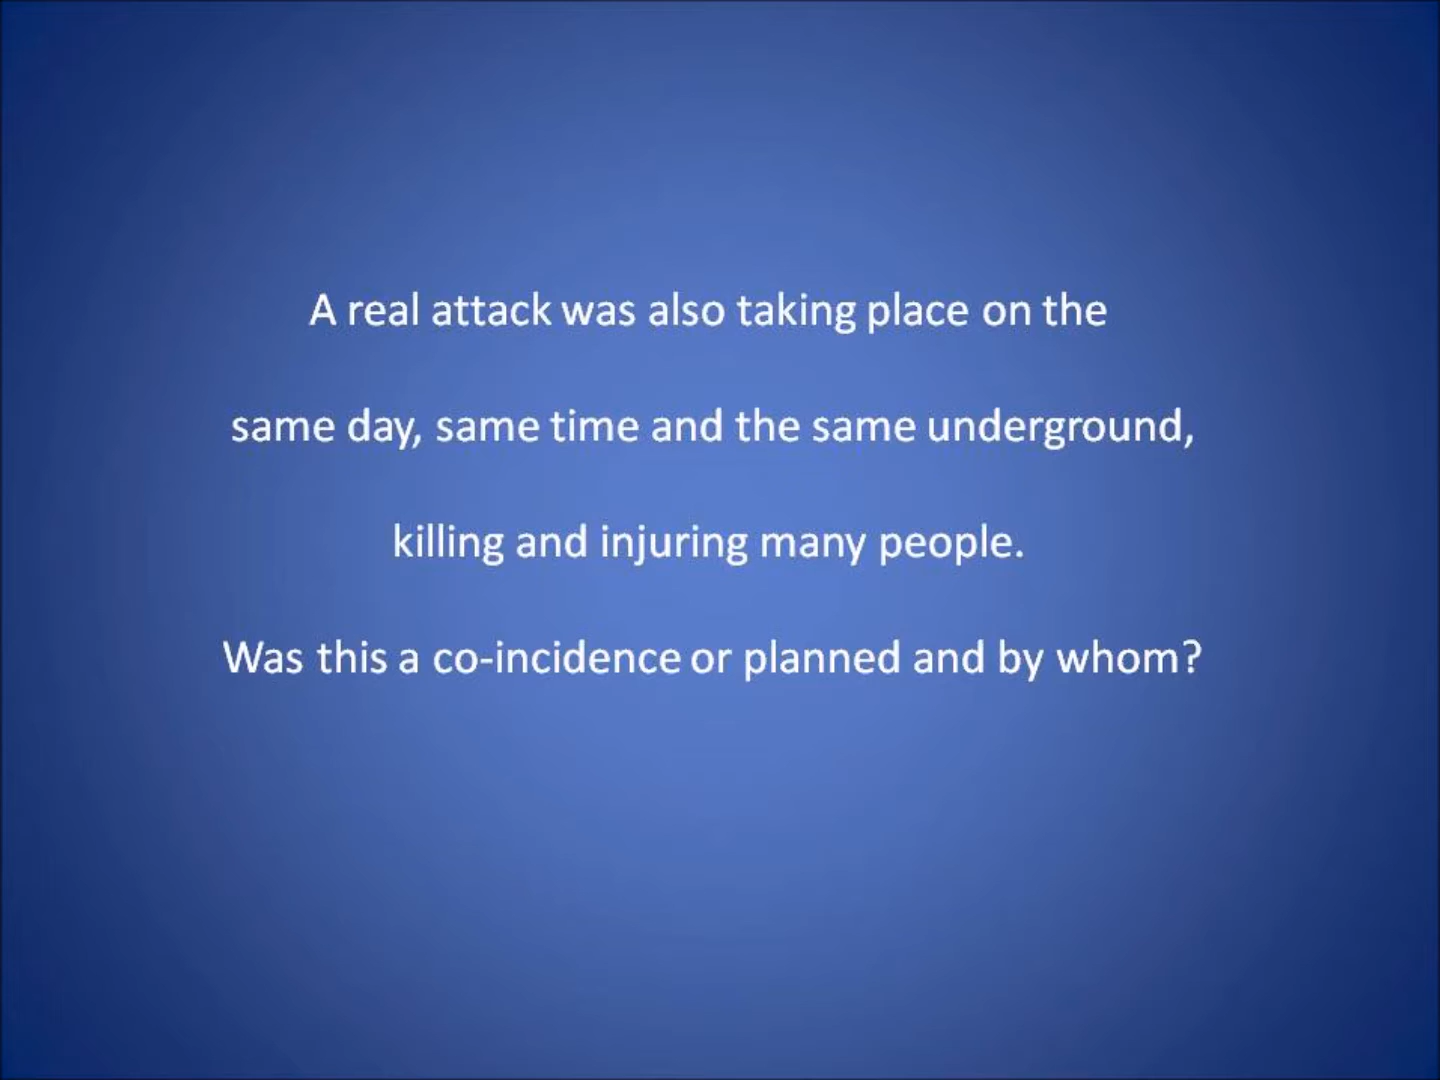 A real attack was also taking place on the
same day, same time and the same underground,
killing and injuring many people.
Was this a co-incidence or planned and by whom?